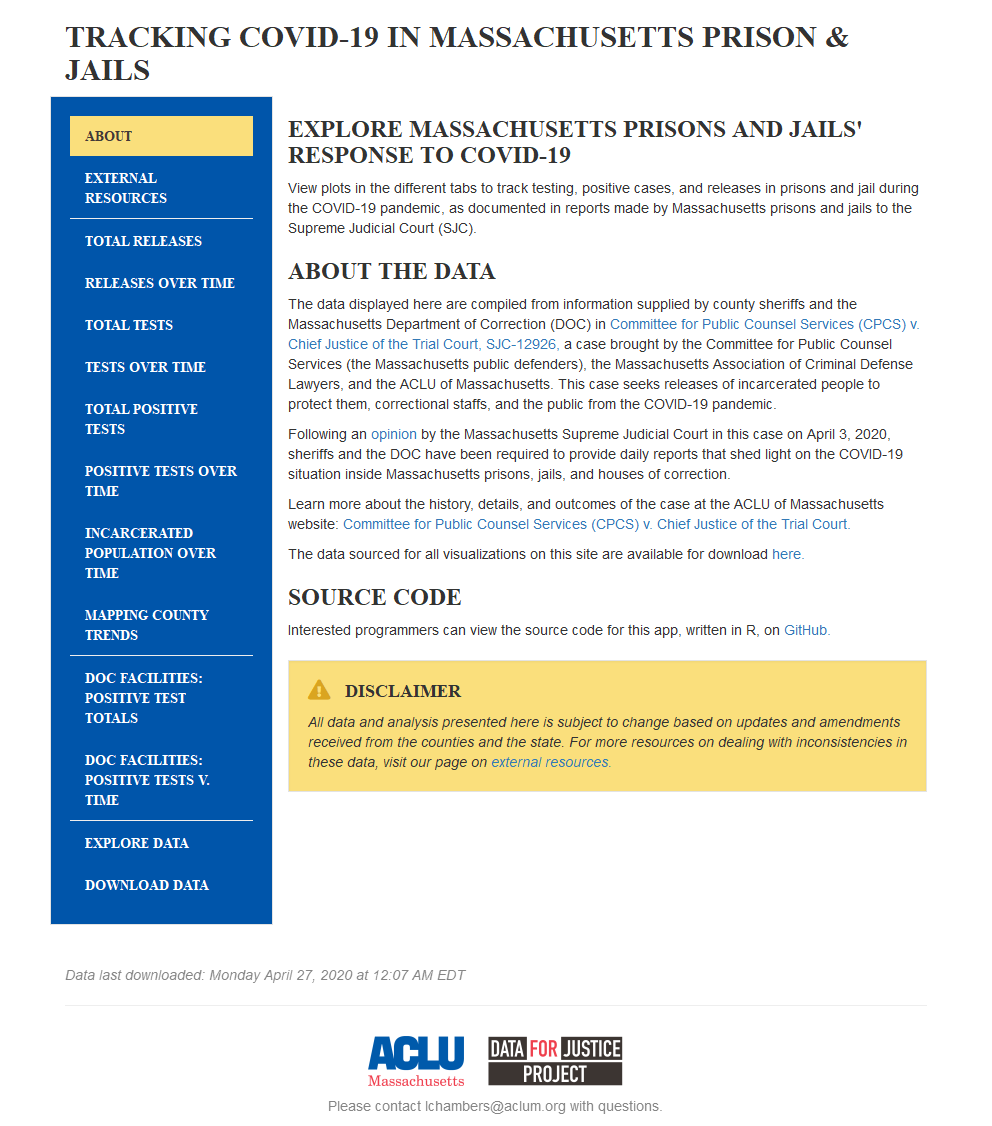 TRACKING COVID-19 IN MASSACHUSETTS PRISON &
JAILS
ABOUT
EXTERNAL
RESOURCES
TOTAL RELEASES
RELEASES OVER TIME
TOTAL TESTS
TESTS OVER TIME
TOTAL POSITIVE
TESTS
POSITIVE TESTS OVER
TIME
INCARCERATED
POPULATION OVER
TIME
MAPPING COUNTY
TRENDS
DOC FACILITIES:
POSITIVE TEST
TOTALS
DOC FACILITIES:
POSITIVE TESTS V.
TIME
EXPLORE DATA
DOWNLOAD DATA
EXPLORE MASSACHUSETTS PRISONS AND JAILS'
RESPONSE TO COVID-19
View plots in the different tabs to track testing, positive cases, and releases in prisons and jail during
the COVID-19 pandemic, as documented in reports made by Massachusetts prisons and jails to the
Supreme Judicial Court (SJC).
ABOUT THE DATA
The data displayed here are compiled from information supplied by county sheriffs and the
Massachusetts Department of Correction (DOC) in Committee for Public Counsel Services (CPCS) v.
Chief Justice of the Trial Court, SJC-12926, a case brought by the Committee for Public Counsel
Services (the Massachusetts public defenders), the Massachusetts Association of Criminal Defense
Lawyers, and the ACLU of Massachusetts. This case seeks releases of incarcerated people to
protect them, correctional staffs, and the public from the COVID-19 pandemic.
Following an opinion by the Massachusetts Supreme Judicial Court in this case on April 3, 2020,
sheriffs and the DOC have been required to provide daily reports that shed light on the COVID-19
situation inside Massachusetts prisons, jails, and houses of correction.
Learn more about the history, details, and outcomes of the case at the ACLU of Massachusetts
website: Committee for Public Counsel Services (CPCS) v. Chief Justice of the Trial Court.
The data sourced for all visualizations on this site are available for download here.
SOURCE CODE
Interested programmers can view the source code for this app, written in R, on GitHub.
DISCLAIMER
All data and analysis presented here is subject to change based on updates and amendments
received from the counties and the state. For more resources on dealing with inconsistencies in
these data, visit our page on external resources.
Data last downloaded: Monday April 27, 2020 at 12:07 AM EDT
ACLU
Massachusetts
DATA FOR JUSTICE
PROJECT
Please contact lchambers@aclum.org with questions.